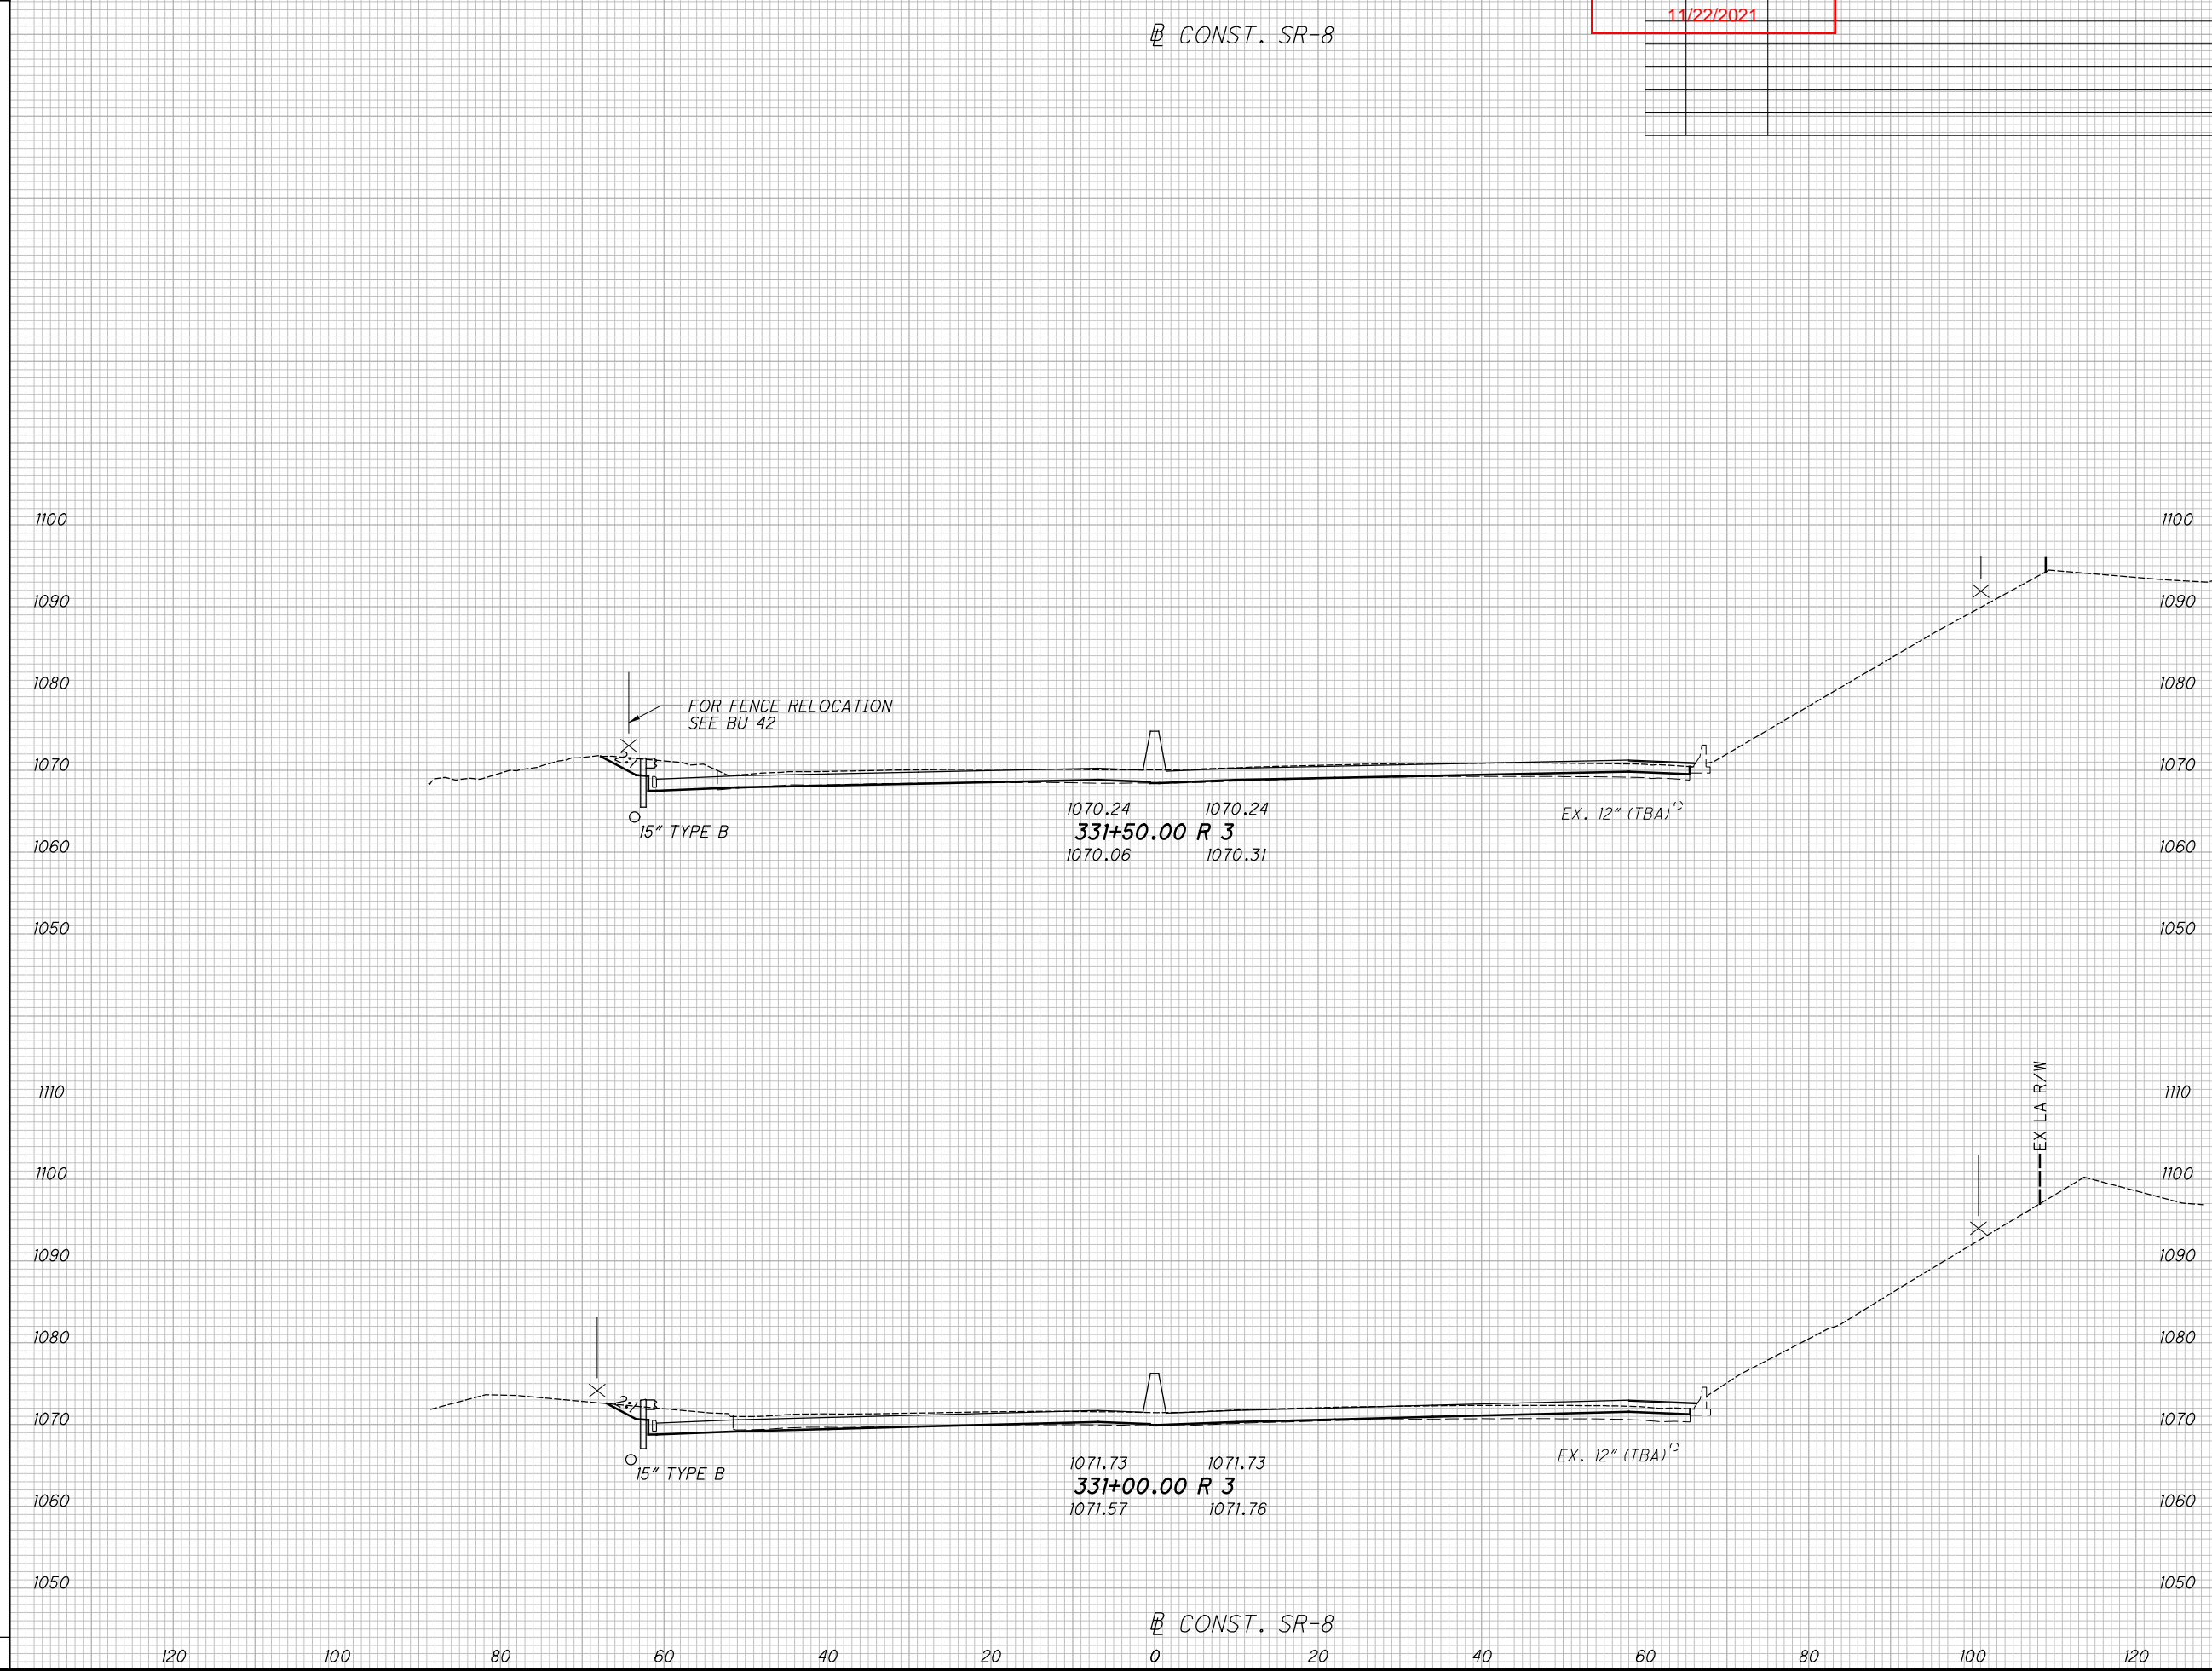 11/22/2021
℄ CONST. SR-8
1100 1100
1090 1090
1080 1080
FOR FENCE RELOCATION
SEE BU 42
2:1
1070 1070
1070.24 1070.24
EX. 12" (TBA)
15" TYPE B
331+50.00 R 3
1060 1060
1070.06 1070.31
1050 1050
EX LA R/W
1110 1110
1100 1100
1090 1090
1080 1080
2:1
1070 1070
1071.73 1071.73
EX. 12" (TBA)
15" TYPE B
331+00.00 R 3
1060 1060
1071.57 1071.76
1050 1050
℄ CONST. SR-8
120 100 80 60 40 20 0 20 40 60 80 100 120